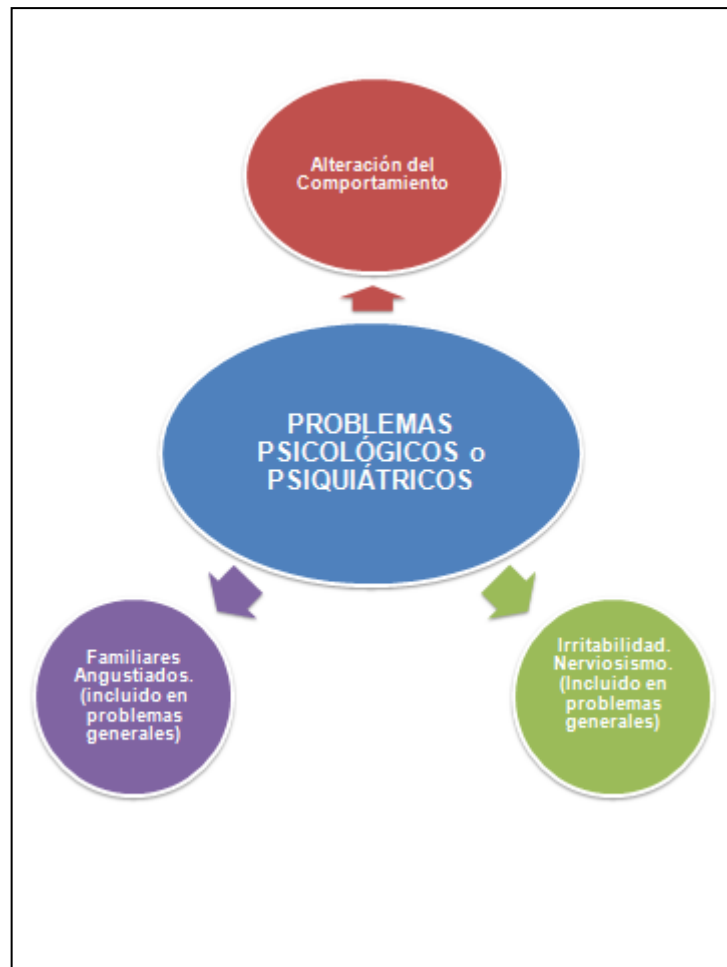 Alteración del
Comportamiento
PROBLEMAS
PSICOLÓGICOS o
PSIQUIÁTRICOS
Familiares
Angustiados.
(incluido en
problemas
generales)
Irritabilidad.
Nerviosismo.
(Incluido en
problemas
generales)